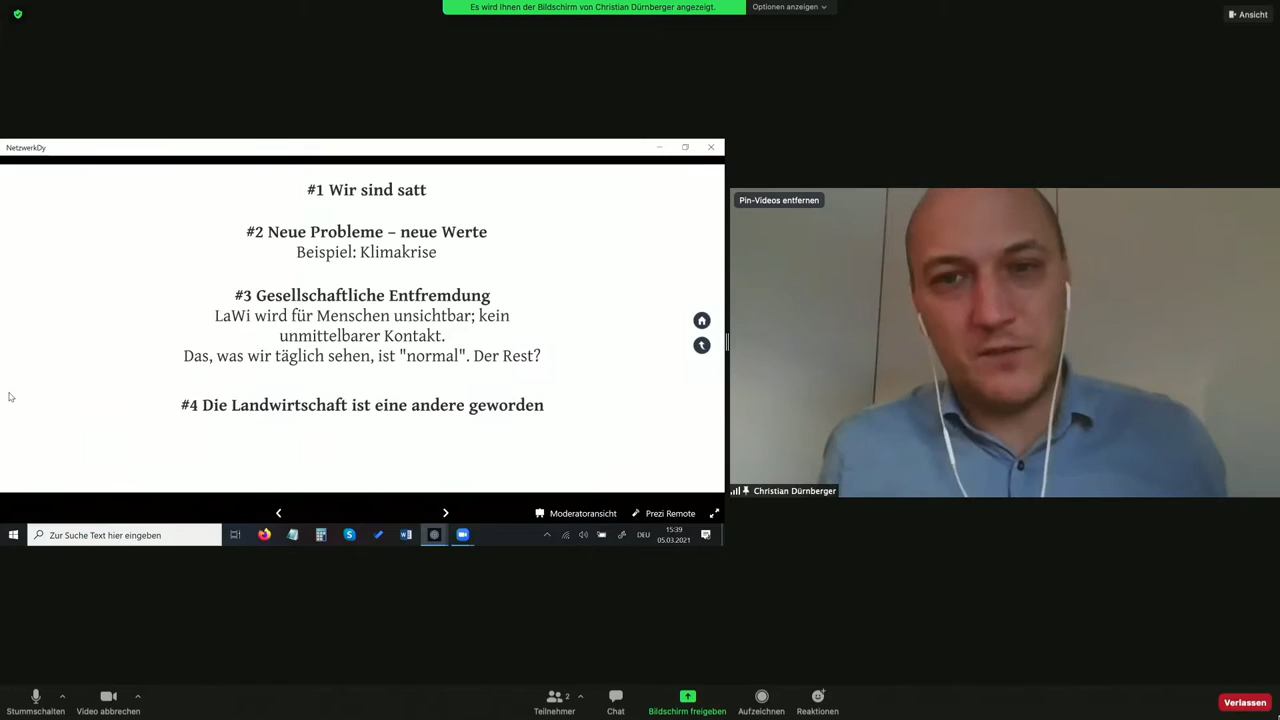 Es wird Ihnen der Bildschirm von Christian Dürnberger angezeigt.
Optionen anzeigen
Ansicht
NetzwerkDy
#1 Wir sind satt
#2 Neue Probleme – neue Werte
Beispiel: Klimakrise
#3 Gesellschaftliche Entfremdung
LaWi wird für Menschen unsichtbar; kein
unmittelbarer Kontakt.
Das, was wir täglich sehen, ist "normal". Der Rest?
#4 Die Landwirtschaft ist eine andere geworden
Moderatoransicht
Prezi Remote
Zur Suche Text hier eingeben
DEU
15:39
05.03.2021
Pin-Videos entfernen
Christian Dürnberger
Stummschalten
Video abbrechen
2
Teilnehmer
Chat
Bildschirm freigeben
Aufzeichnen
Reaktionen
Verlassen